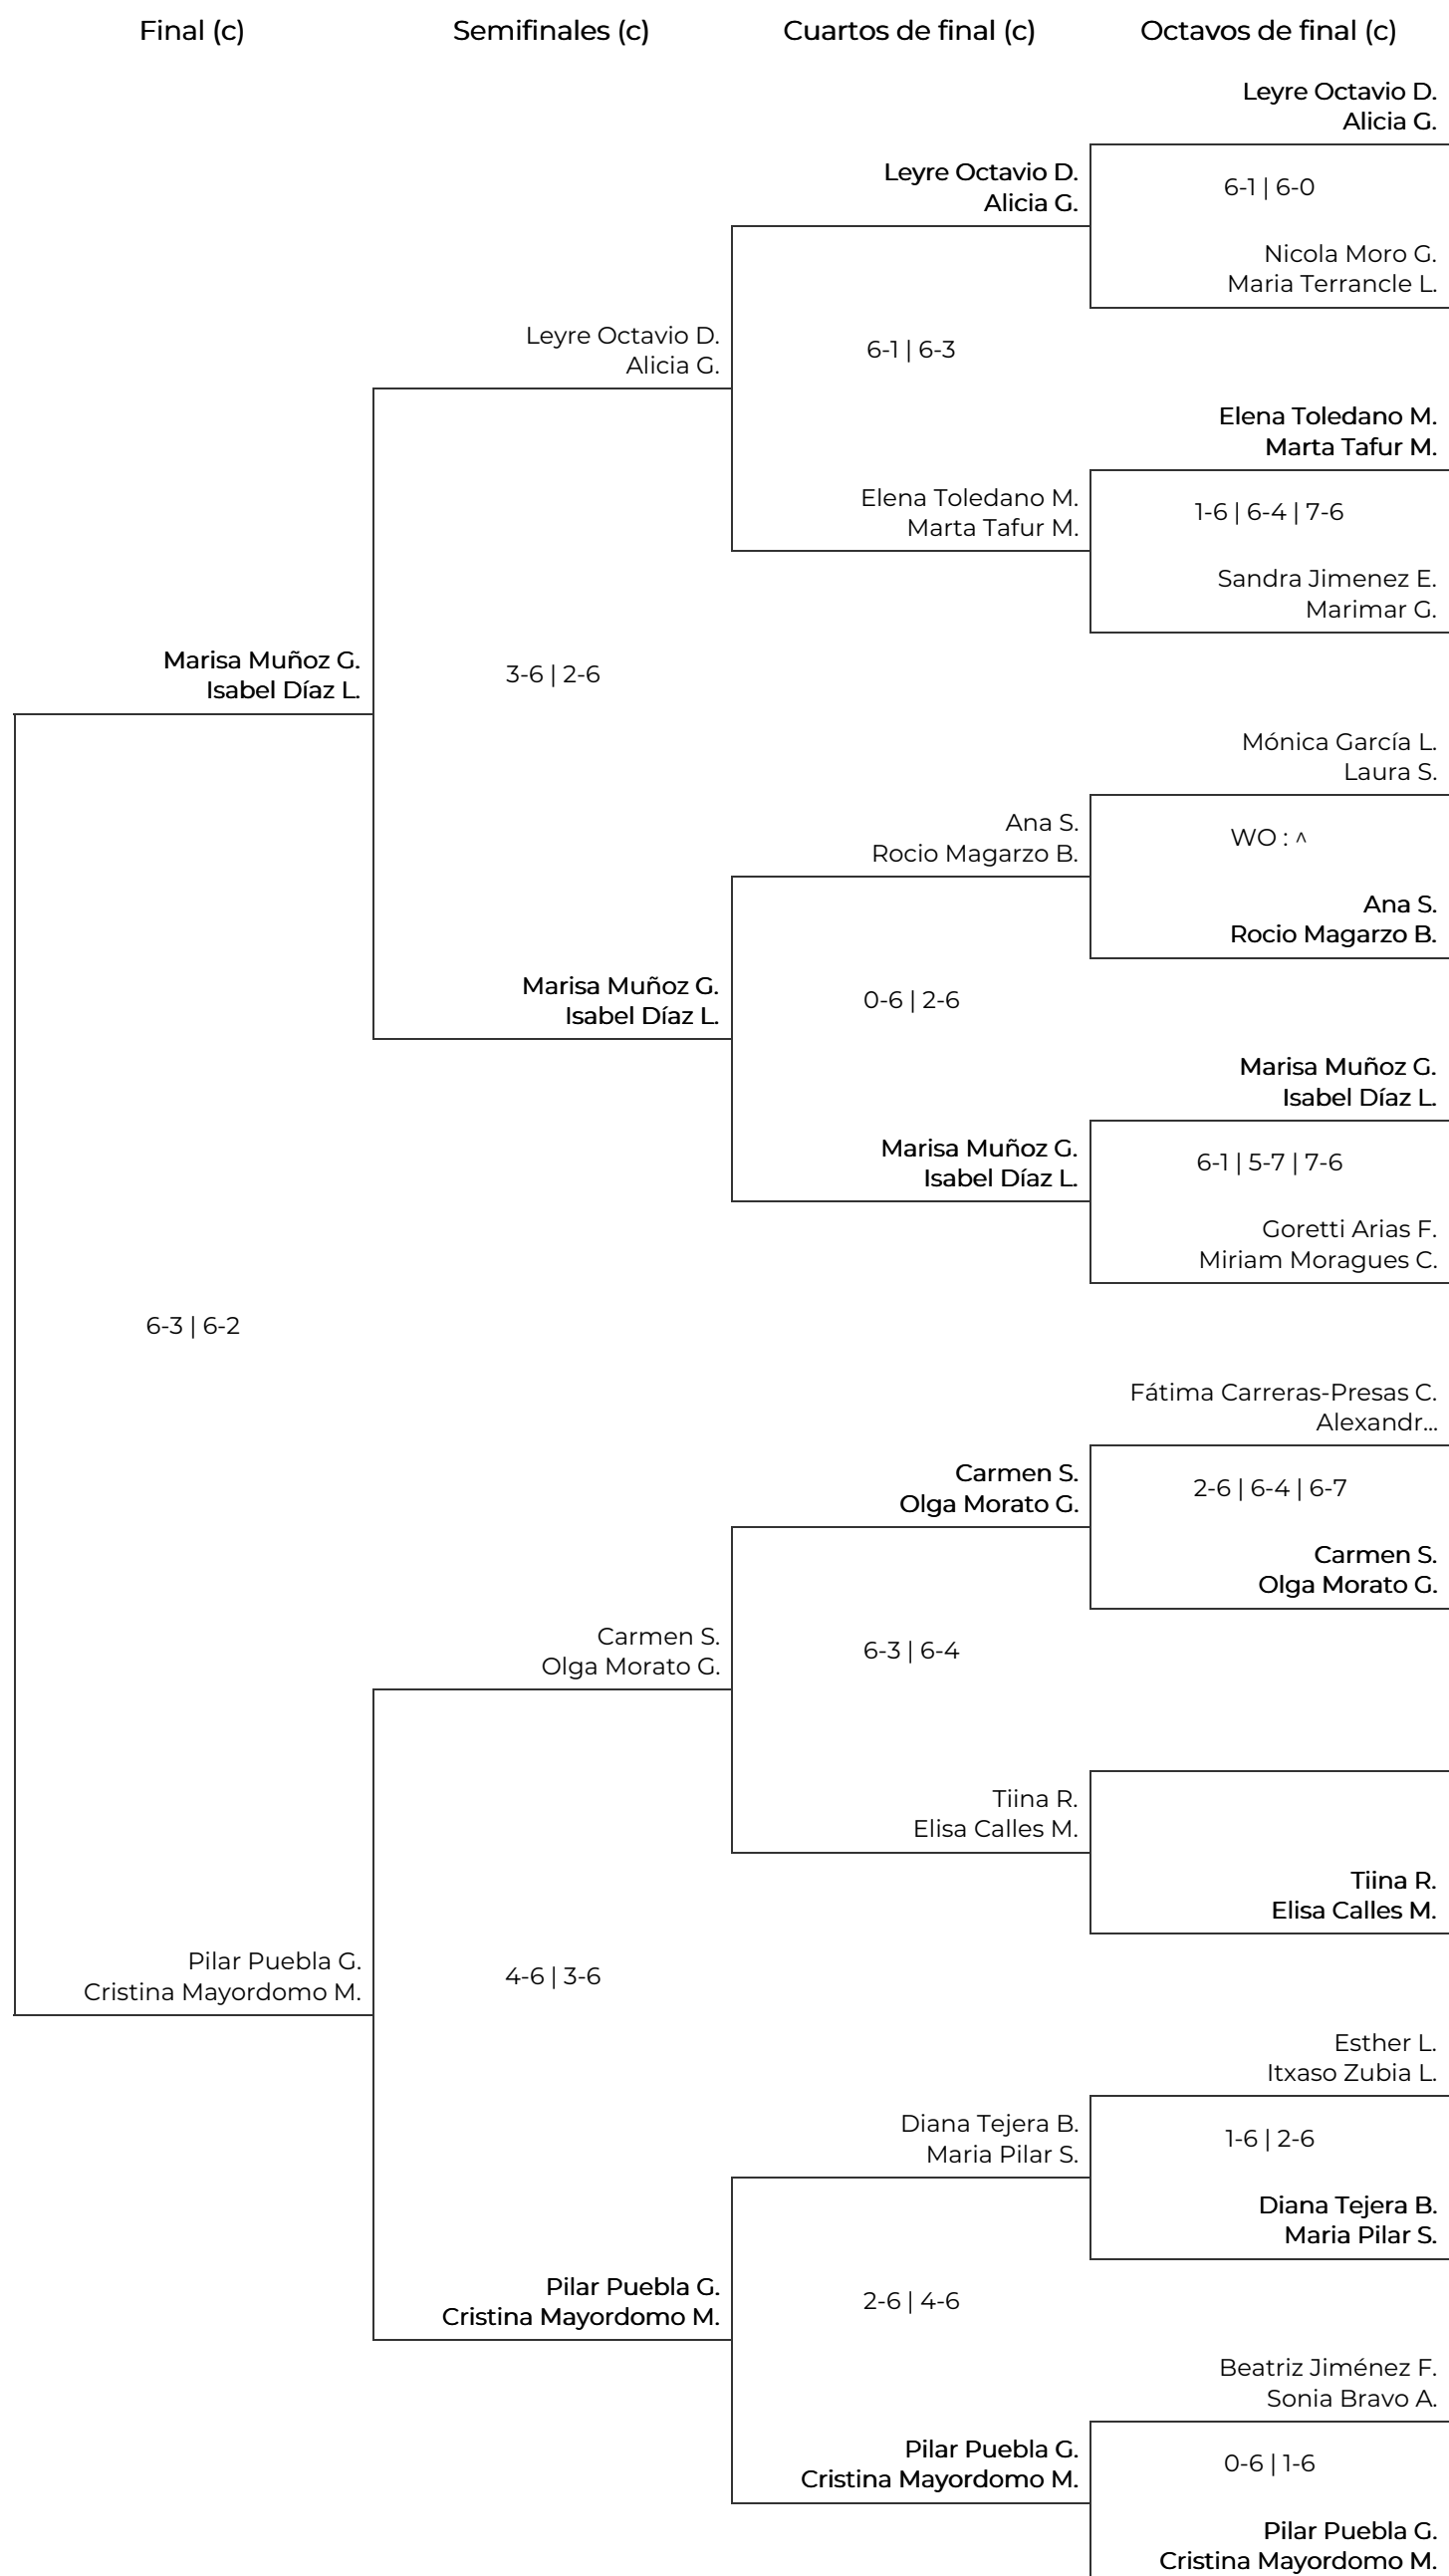 Final (c)
Semifinales (c)
Cuartos de final (c)
Octavos de final (c)
Leyre Octavio D.
Alicia G.
Leyre Octavio D.
Alicia G.
6-1 | 6-0
Nicola Moro G.
Maria Terrancle L.
Leyre Octavio D.
Alicia G.
6-1 | 6-3
Elena Toledano M.
Marta Tafur M.
Elena Toledano M.
Marta Tafur M.
1-6 | 6-4 | 7-6
Sandra Jimenez E.
Marimar G.
Marisa Muñoz G.
Isabel Díaz L.
3-6 | 2-6
Mónica García L.
Laura S.
Ana S.
Rocio Magarzo B.
WO : ^
Ana S.
Rocio Magarzo B.
Marisa Muñoz G.
Isabel Díaz L.
0-6 | 2-6
Marisa Muñoz G.
Isabel Díaz L.
Marisa Muñoz G.
Isabel Díaz L.
6-1 | 5-7 | 7-6
Goretti Arias F.
Miriam Moragues C.
6-3 | 6-2
Fátima Carreras-Presas C.
Alexandr...
Carmen S.
Olga Morato G.
2-6 | 6-4 | 6-7
Carmen S.
Olga Morato G.
Carmen S.
Olga Morato G.
6-3 | 6-4
Tiina R.
Elisa Calles M.
Tiina R.
Elisa Calles M.
Pilar Puebla G.
Cristina Mayordomo M.
4-6 | 3-6
Esther L.
Itxaso Zubia L.
Diana Tejera B.
Maria Pilar S.
1-6 | 2-6
Diana Tejera B.
Maria Pilar S.
Pilar Puebla G.
Cristina Mayordomo M.
2-6 | 4-6
Beatriz Jiménez F.
Sonia Bravo A.
Pilar Puebla G.
Cristina Mayordomo M.
0-6 | 1-6
Pilar Puebla G.
Cristina Mayordomo M.